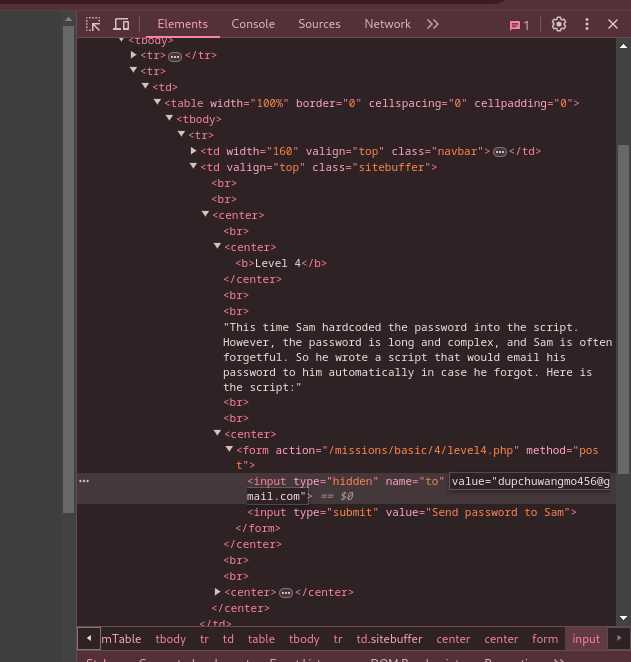 Elements Console Sources Network 1
<tbody>
<tr> </tr>
<tr>
<td>
<table width="100%" border="0" cellspacing="0" cellpadding="0">
<tbody>
<tr>
<td width="160" valign="top" class="navbar"> </td>
<td valign="top" class="sitebuffer">
<br>
<br>
<center>
<br>
<center>
<b>Level 4</b>
</center>
<br>
<br>
"This time Sam hardcoded the password into the script.
However, the password is long and complex, and Sam is often
forgetful. So he wrote a script that would email his
password to him automatically in case he forgot. Here is
the script:"
<br>
<br>
<center>
<form action="/missions/basic/4/level4.php" method="pos
t">
<input type="hidden" name="to" value="dupchuwangmo456@g
mail.com"> == $0
<input type="submit" value="Send password to Sam">
</form>
</center>
<br>
<br>
<center> </center>
</center>
</td>
mTable tbody tr td table tbody tr td.sitebuffer center center form input